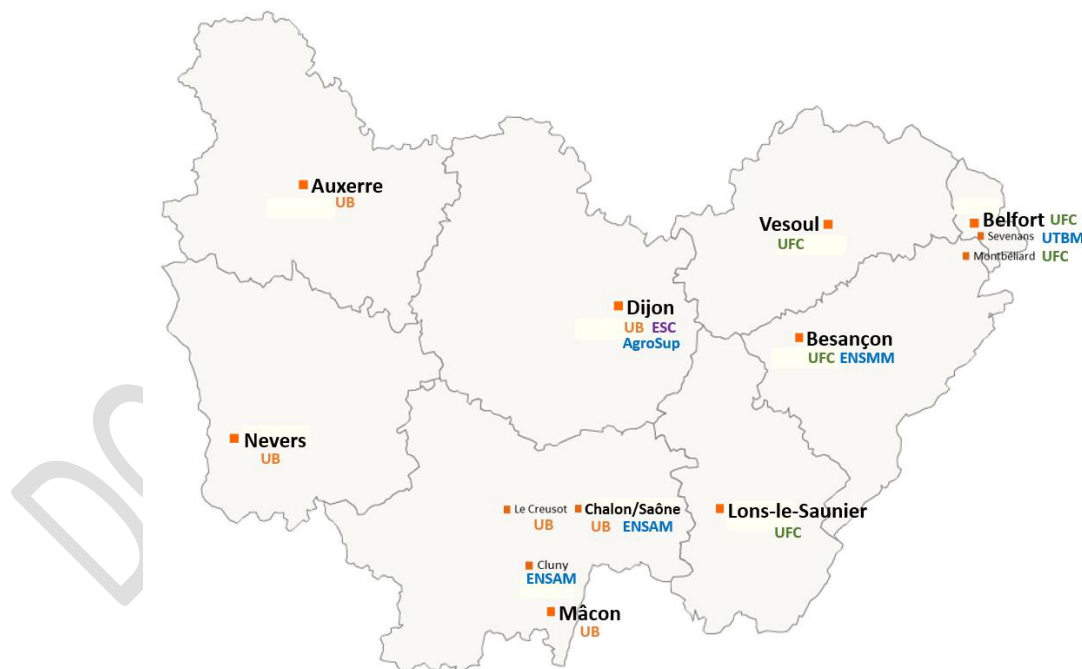 Auxerre
UB
Vesoul
UFC
Belfort UFC
Sevenans UTBM
Montbéliard UFC
Dijon
UB ESC
AgroSup
Besançon
UFC ENSMM
Nevers
UB
Le Creusot
UB
Chalon/Saône
UB ENSAM
Lons-le-Saunier
UFC
Cluny
ENSAM
Mâcon
UB
DO